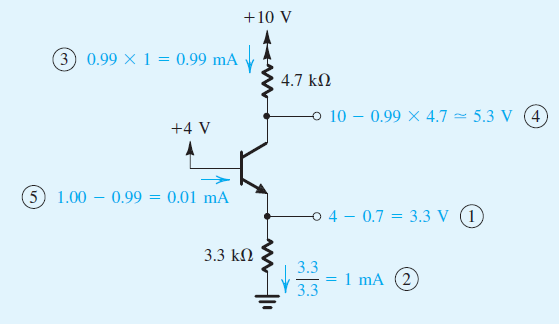 +10 V
③ 0.99 × 1 = 0.99 mA
4.7 kΩ
10 − 0.99 × 4.7 ≃ 5.3 V ④
+4 V
⑤ 1.00 − 0.99 = 0.01 mA
4 − 0.7 = 3.3 V ①
3.3 kΩ
3.3
3.3
= 1 mA ②